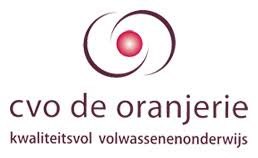 cvo de oranjerie
kwaliteitsvol volwassenenonderwijs